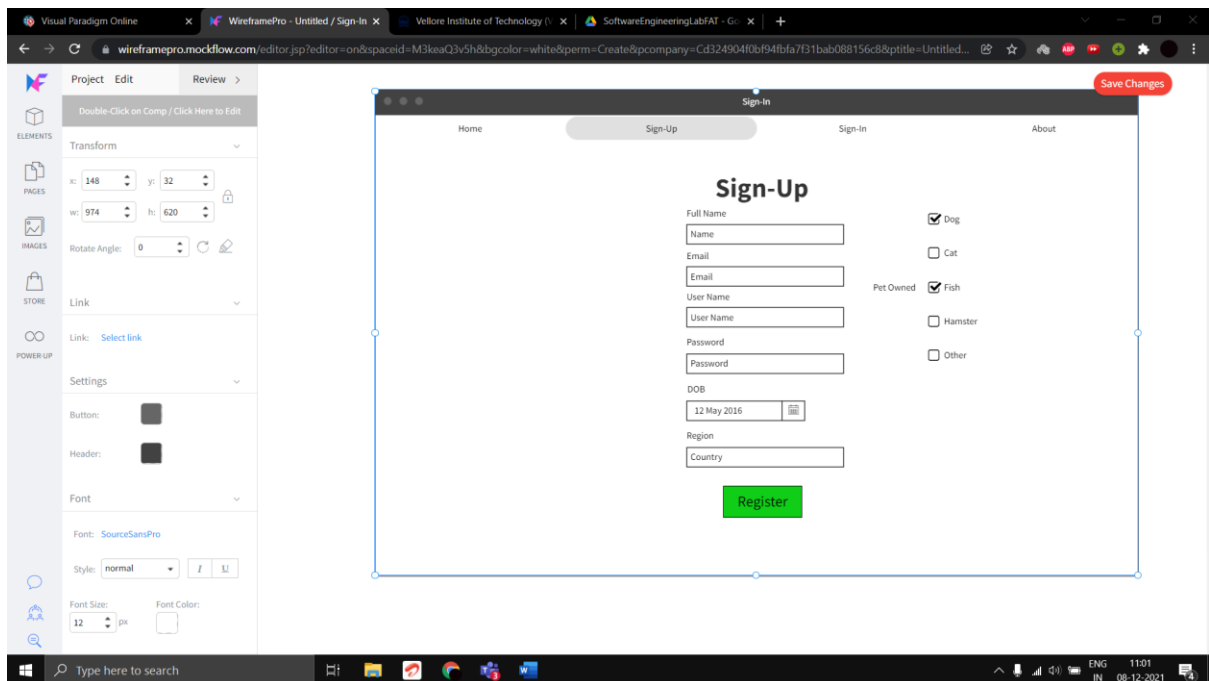 Visual Paradigm Online
WireframePro - Untitled / Sign-In
Vellore Institute of Technology (V
SoftwareEngineeringLabFAT - Go
wireframepro.mockflow.com/editor.jsp?editor=on&spaceid=M3keaQ3v5h&bgcolor=white&perm=Create&pcompany=Cd324904f0bf94fbfa7f31bab088156c8&ptitle=Untitled...
ABP
Project Edit Review >
Save Changes
Double-Click on Comp / Click Here to Edit
ELEMENTS
PAGES
IMAGES
STORE
POWER-UP
Transform
x: 148 y: 32
w: 974 h: 620
Rotate Angle: 0
Link
Link: Select link
Settings
Button:
Header:
Font
Font: SourceSansPro
Style: normal I U
Font Size: Font Color:
12 px
Sign-In
Home Sign-Up Sign-In About
Sign-Up
Full Name
Name
Email
Email
User Name
User Name
Password
Password
DOB
12 May 2016
Region
Country
Register
Pet Owned
Dog
Cat
Fish
Hamster
Other
Type here to search
ENG
IN
11:01
08-12-2021